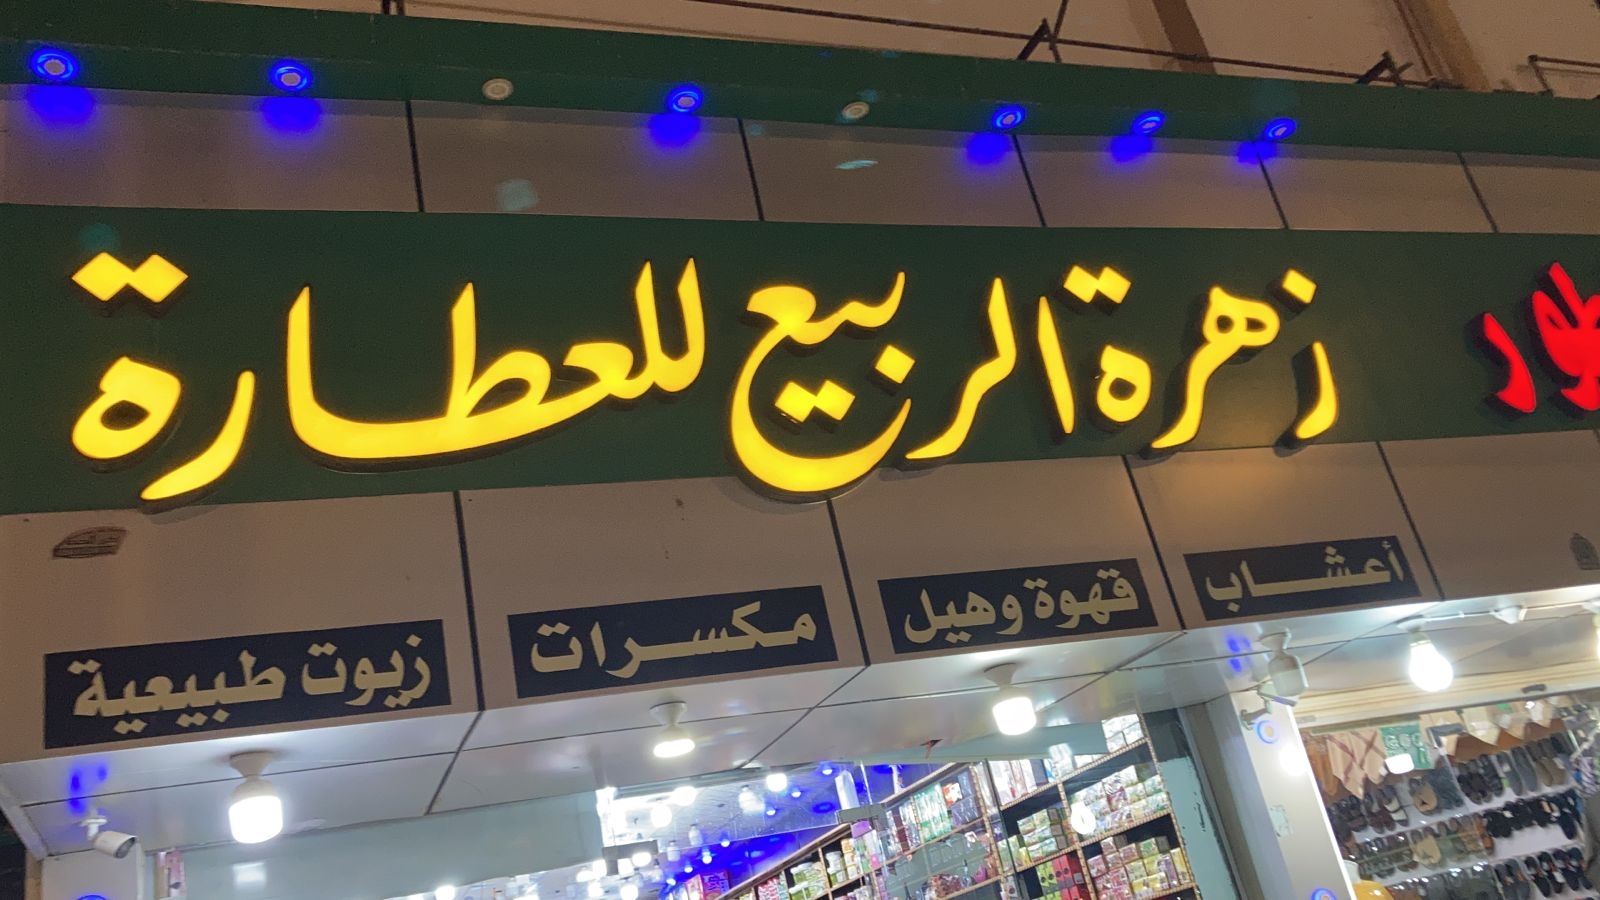 زهرة الربيع للعطارة
أعشاب
قهوة وهيل
مكسرات
زيوت طبيعية